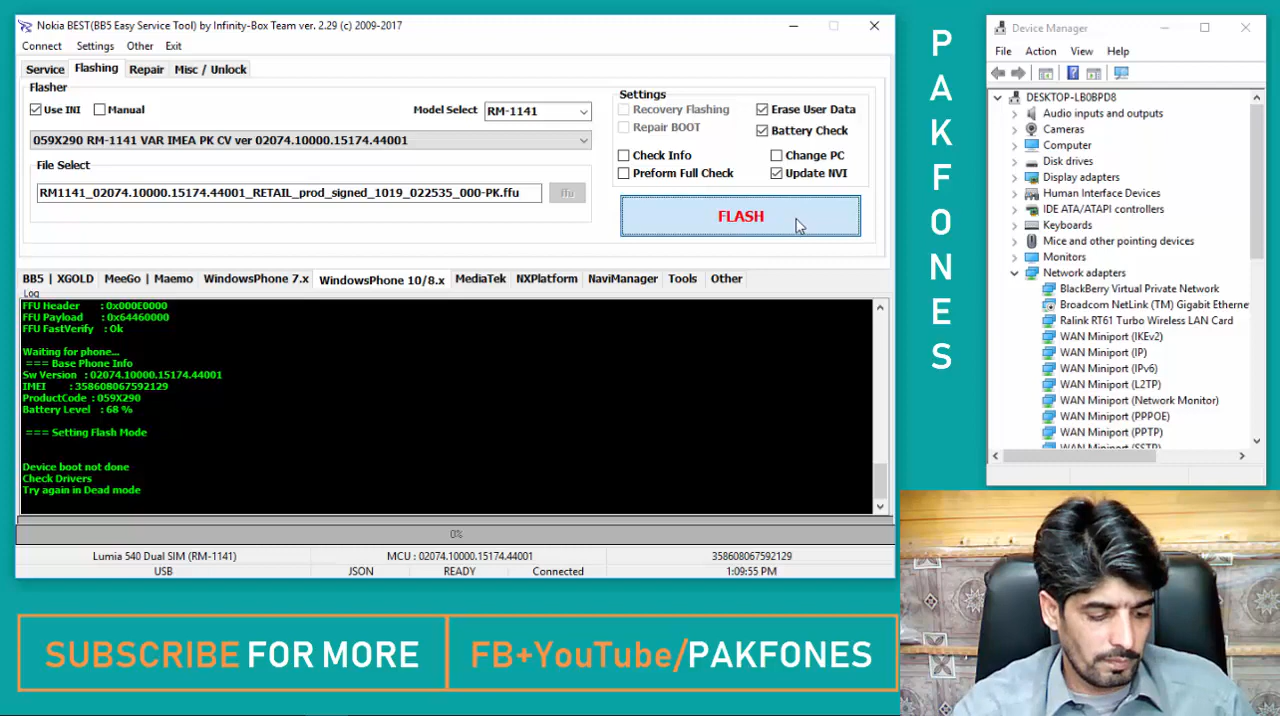 Nokia BEST(BB5 Easy Service Tool) by Infinity-Box Team ver. 2.29 (c) 2009-2017
Connect Settings Other Exit
Service Flashing Repair Misc / Unlock
Flasher
Use INI Manual Model Select RM-1141
059X290 RM-1141 VAR IMEA PK CV ver 02074.10000.15174.44001
File Select
RM1141_02074.10000.15174.44001_RETAIL_prod_signed_1019_022535_000-PK.ffu ffu
Settings
Recovery Flashing Erase User Data
Repair BOOT Battery Check
Check Info Change PC
Preform Full Check Update NVI
FLASH
BB5 | XGOLD MeeGo | Maemo WindowsPhone 7.x WindowsPhone 10/8.x MediaTek NXPlatform NaviManager Tools Other
Log
FFU Header : 0x000E0000
FFU Payload : 0x64460000
FFU FastVerify : Ok
Waiting for phone...
=== Base Phone Info
Sw Version : 02074.10000.15174.44001
IMEI : 358608067592129
ProductCode : 059X290
Battery Level : 68 %
=== Setting Flash Mode
Device boot not done
Check Drivers
Try again in Dead mode
0%
Lumia 540 Dual SIM (RM-1141) MCU : 02074.10000.15174.44001 358608067592129
USB JSON READY Connected 1:09:55 PM
SUBSCRIBE FOR MORE
FB+YouTube/PAKFONES
P
A
K
F
O
N
E
S
Device Manager
File Action View Help
DESKTOP-LB0BPD8
Audio inputs and outputs
Cameras
Computer
Disk drives
Display adapters
Human Interface Devices
IDE ATA/ATAPI controllers
Keyboards
Mice and other pointing devices
Monitors
Network adapters
BlackBerry Virtual Private Network
Broadcom NetLink (TM) Gigabit Etherne
Ralink RT61 Turbo Wireless LAN Card
WAN Miniport (IKEv2)
WAN Miniport (IP)
WAN Miniport (IPv6)
WAN Miniport (L2TP)
WAN Miniport (Network Monitor)
WAN Miniport (PPPOE)
WAN Miniport (PPTP)
WAN Miniport (SSTP)